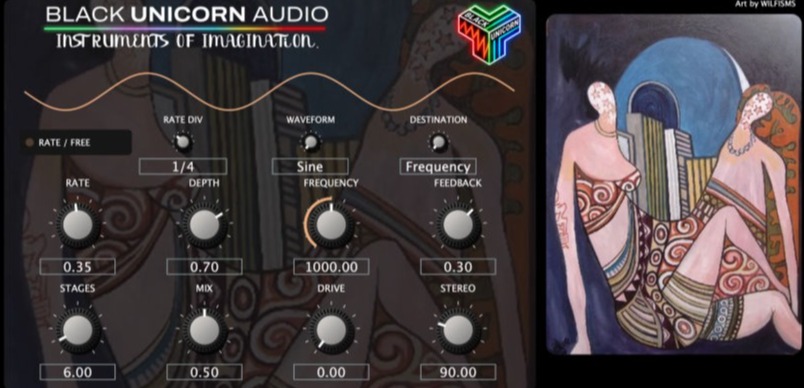 BLACK UNICORN AUDIO
INSTRUMENTS OF IMAGINATION.
BLACK UNICORN
Art by WILFISMS
RATE DIV WAVEFORM DESTINATION
RATE / FREE
1/4 Sine Frequency
RATE DEPTH FREQUENCY FEEDBACK
0.35 0.70 1000.00 0.30
STAGES MIX DRIVE STEREO
6.00 0.50 0.00 90.00